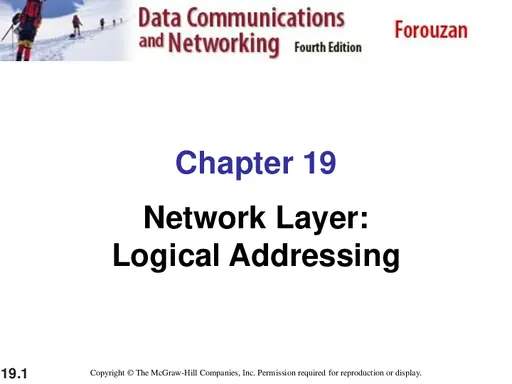 Data Communications
and Networking Fourth Edition
Forouzan
Chapter 19
Network Layer:
Logical Addressing
19.1
Copyright © The McGraw-Hill Companies, Inc. Permission required for reproduction or display.